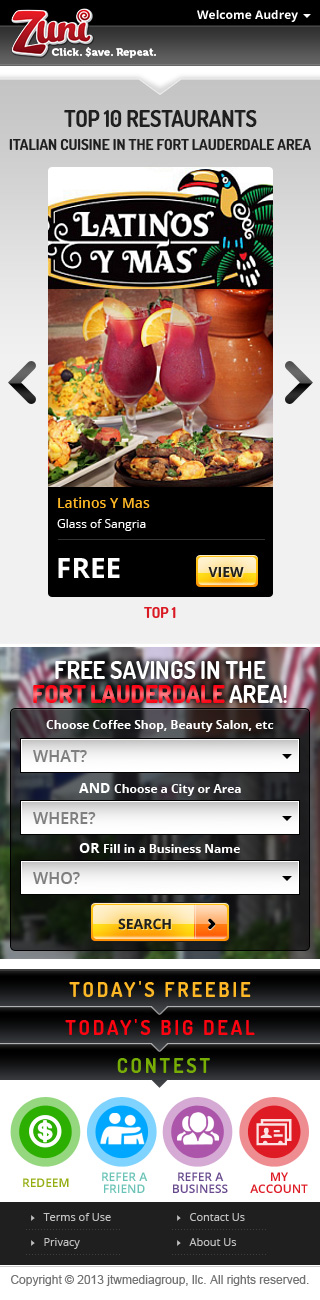 Zuni
Click. $ave. Repeat.
Welcome Audrey
TOP 10 RESTAURANTS
ITALIAN CUISINE IN THE FORT LAUDERDALE AREA
LATINOS
Y MÁS
Latinos Y Mas
Glass of Sangria
FREE
VIEW
TOP 1
FREE SAVINGS IN THE
FORT LAUDERDALE AREA!
Choose Coffee Shop, Beauty Salon, etc
WHAT?
AND Choose a City or Area
WHERE?
OR Fill in a Business Name
WHO?
SEARCH
TODAY'S FREEBIE
TODAY'S BIG DEAL
CONTEST
REDEEM
REFER A
FRIEND
REFER A
BUSINESS
MY
ACCOUNT
Terms of Use
Contact Us
Privacy
About Us
Copyright © 2013 jtwmediagroup, llc. All rights reserved.